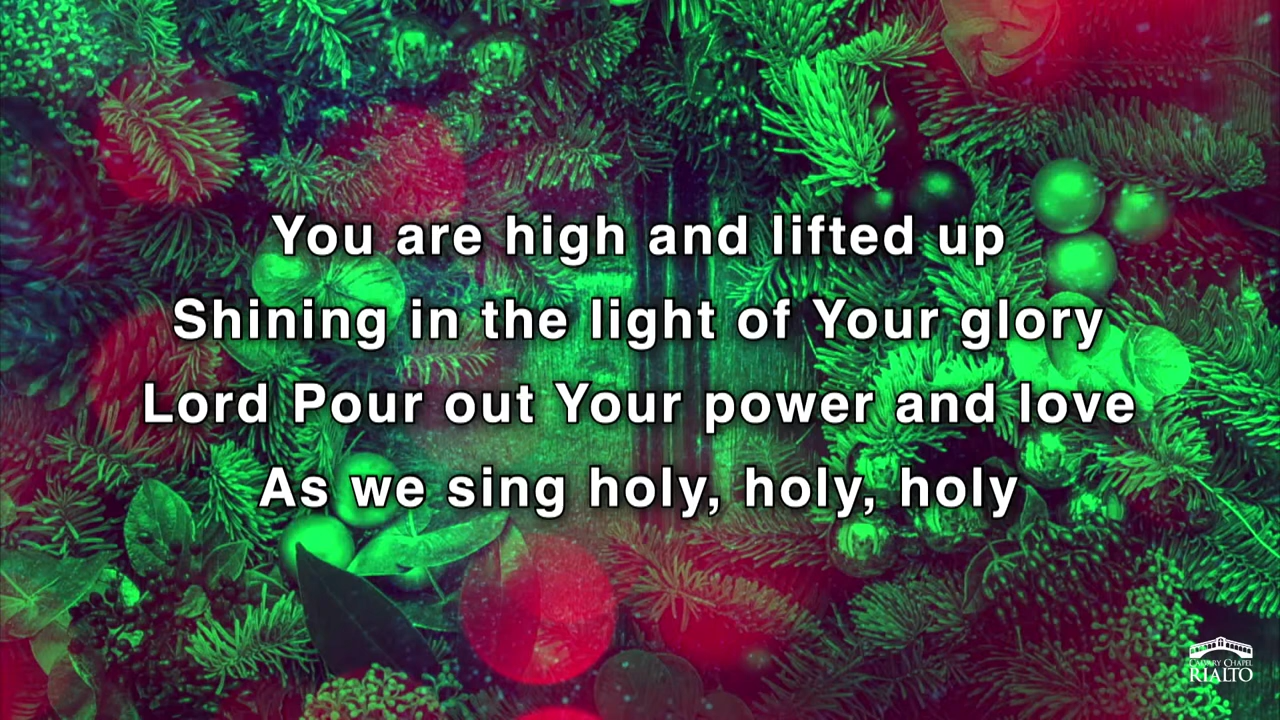 You are high and lifted up
Shining in the light of Your glory
Lord Pour out Your power and love
As we sing holy, holy, holy
Calvary Chapel
RIALTO